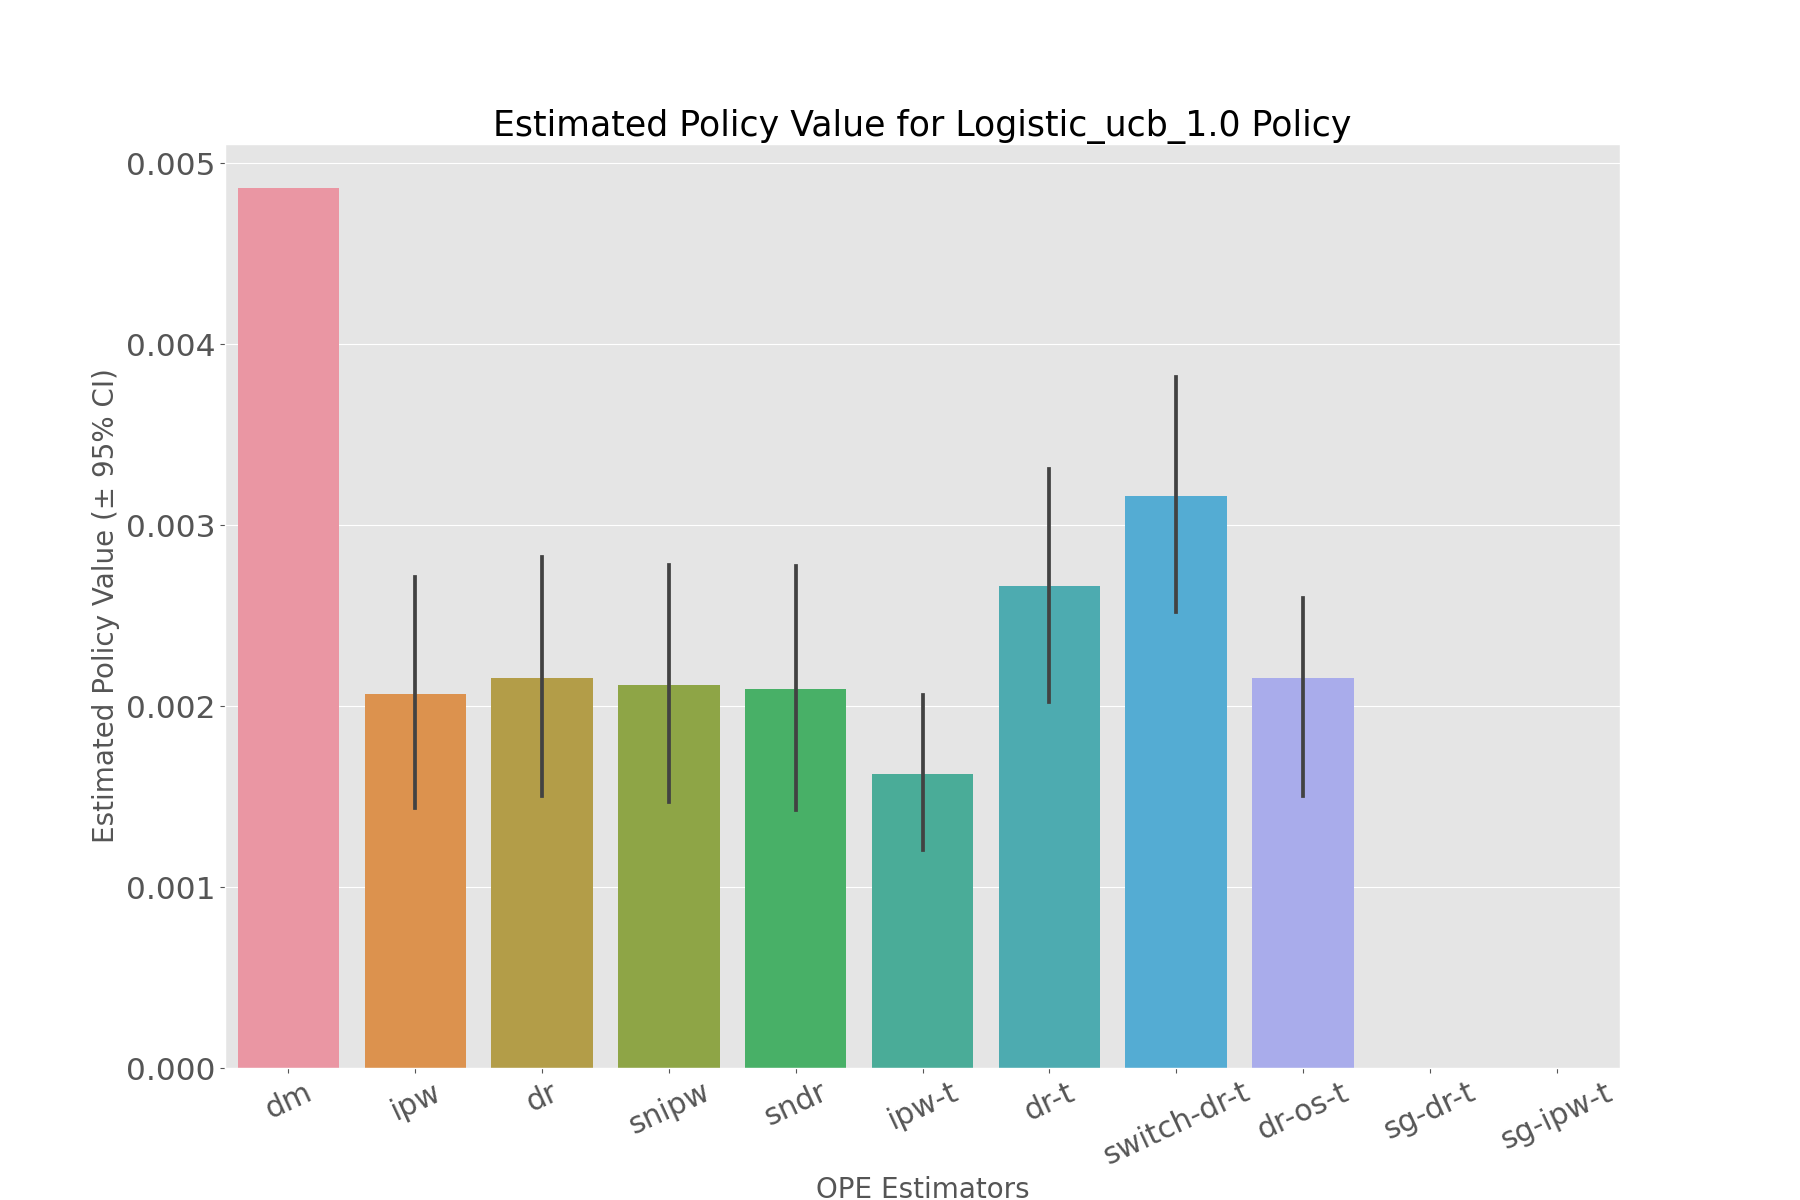 Estimated Policy Value for Logistic_ucb_1.0 Policy
Estimated Policy Value (± 95% CI)
0.005
0.004
0.003
0.002
0.001
0.000
dm
ipw
dr
snipw
sndr
ipw-t
dr-t
switch-dr-t
dr-os-t
sg-dr-t
sg-ipw-t
OPE Estimators